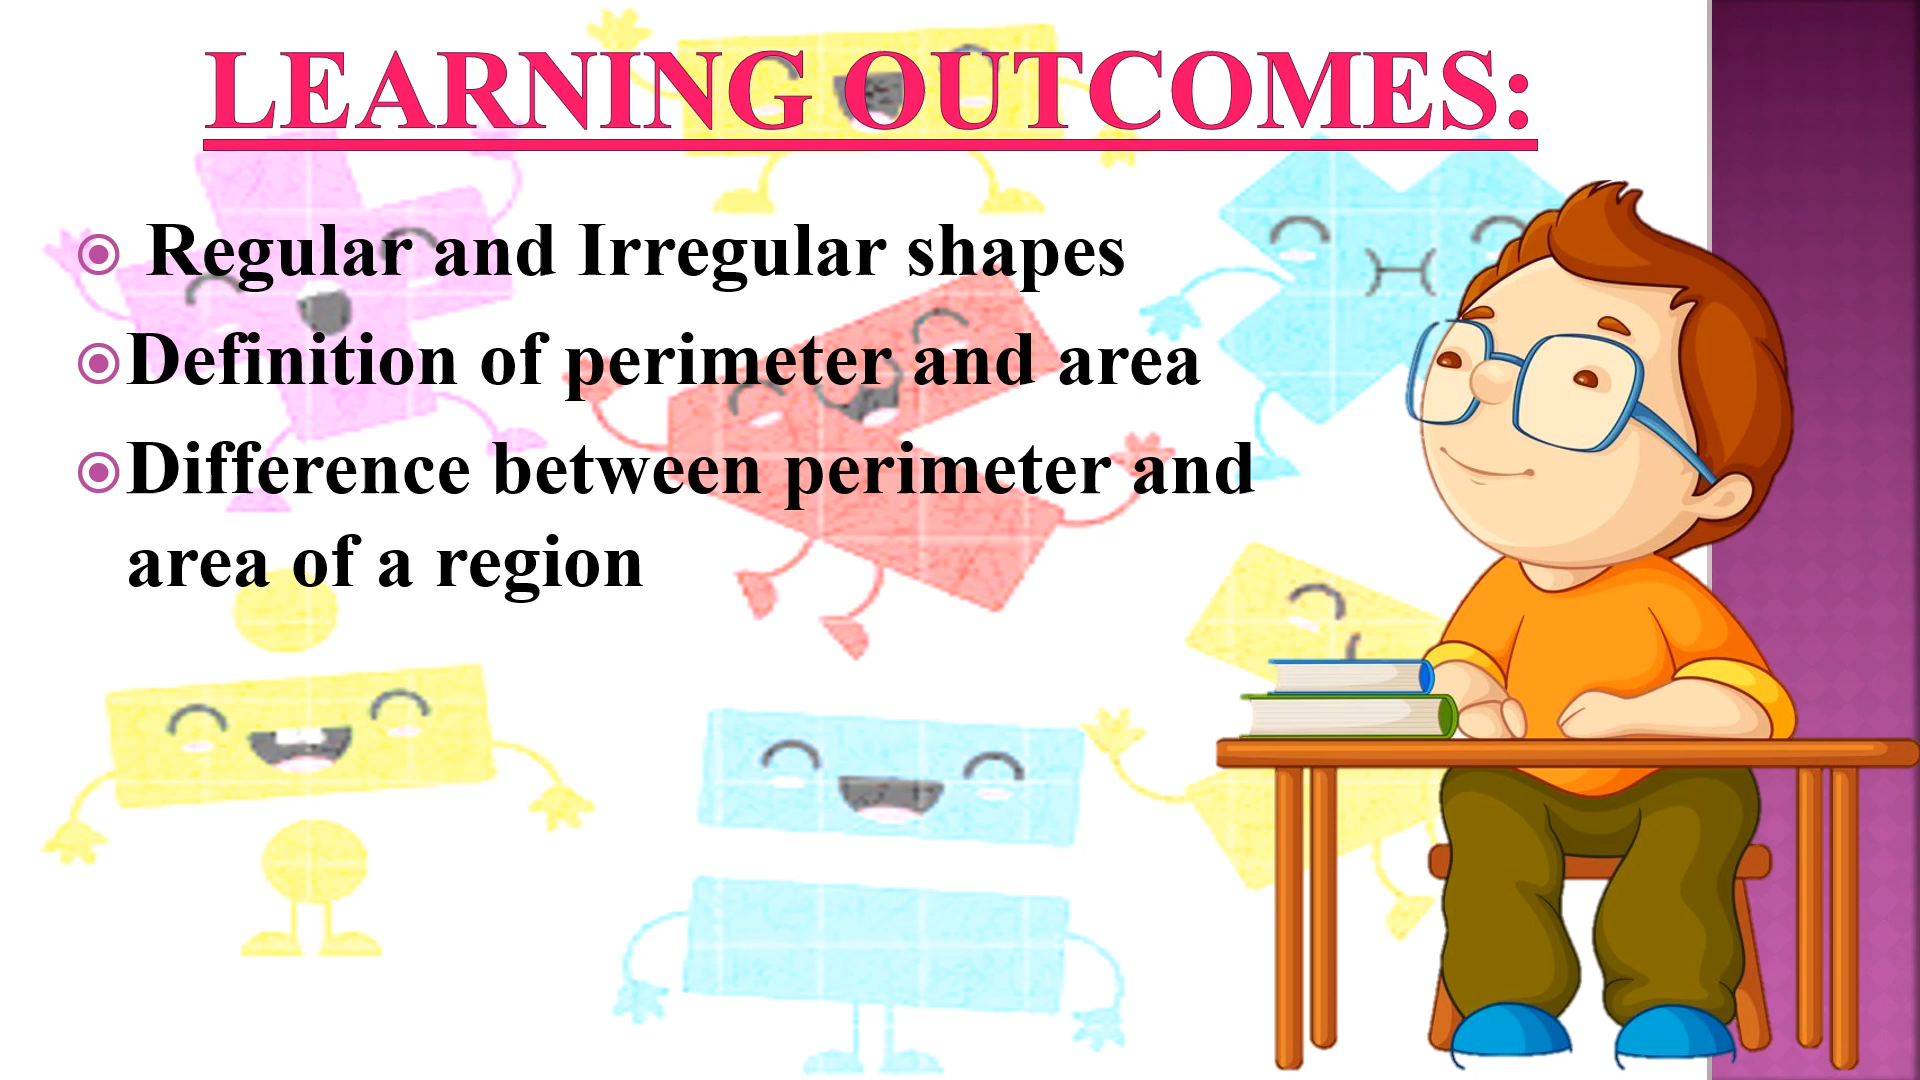 LEARNING OUTCOMES:
Regular and Irregular shapes
Definition of perimeter and area
Difference between perimeter and
area of a region